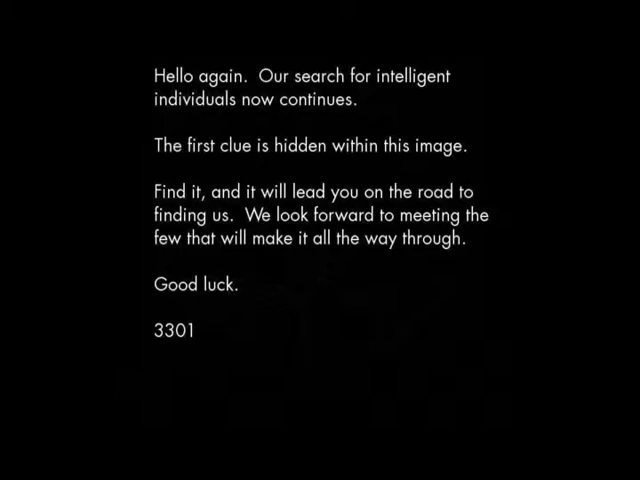 Hello again.  Our search for intelligent
individuals now continues.
The first clue is hidden within this image.
Find it, and it will lead you on the road to
finding us.  We look forward to meeting the
few that will make it all the way through.
Good luck.
3301